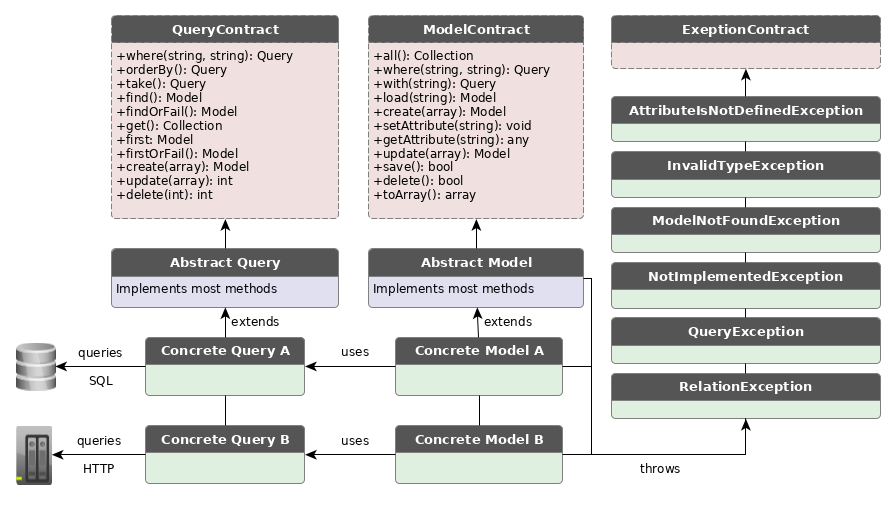 QueryContract
+where(string, string): Query
+orderBy(): Query
+take(): Query
+find(): Model
+findOrFail(): Model
+get(): Collection
+first: Model
+firstOrFail(): Model
+create(array): Model
+update(array): int
+delete(int): int
ModelContract
+all(): Collection
+where(string, string): Query
+with(string): Query
+load(string): Model
+create(array): Model
+setAttribute(string): void
+getAttribute(string): any
+update(array): Model
+save(): bool
+delete(): bool
+toArray(): array
ExeptionContract
AttributeIsNotDefinedException
InvalidTypeException
ModelNotFoundException
NotImplementedException
QueryException
RelationException
Abstract Query
Implements most methods
Abstract Model
Implements most methods
extends
extends
queries
SQL
Concrete Query A
uses
Concrete Model A
queries
HTTP
Concrete Query B
uses
Concrete Model B
throws